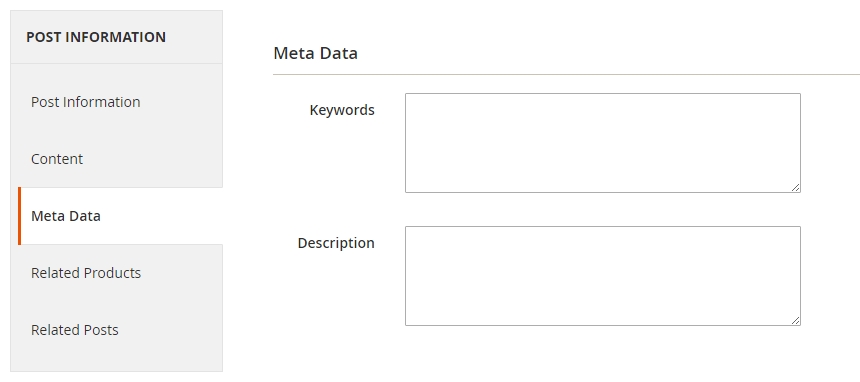 POST INFORMATION
Post Information
Content
Meta Data
Related Products
Related Posts
Meta Data
Keywords
Description